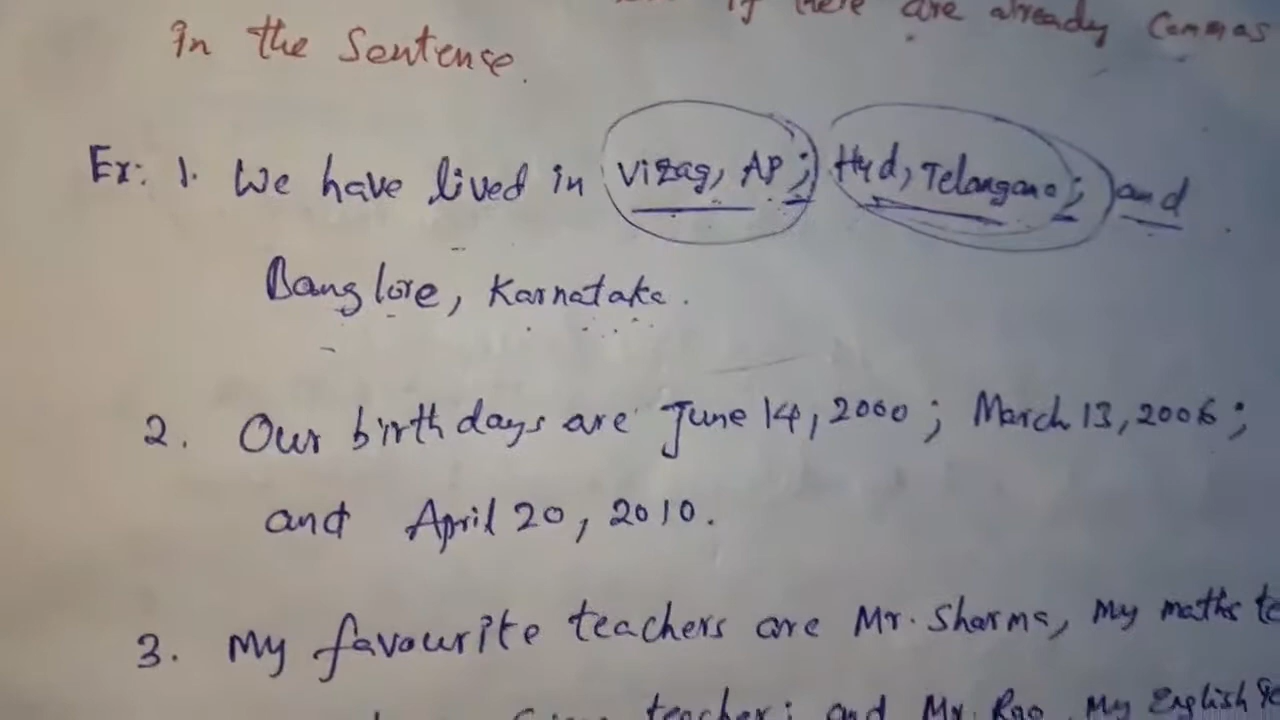 if there are already Commas
in the Sentence.
Ex: 1. We have lived in Vizag, AP; Hyd, Telangana; and
Banglore, Karnataka.
2. Our birthdays are June 14, 2000; March 13, 2006;
and April 20, 2010.
3. My favourite teachers are Mr. Sharma, my maths
teacher; and Mr. Rao, My English